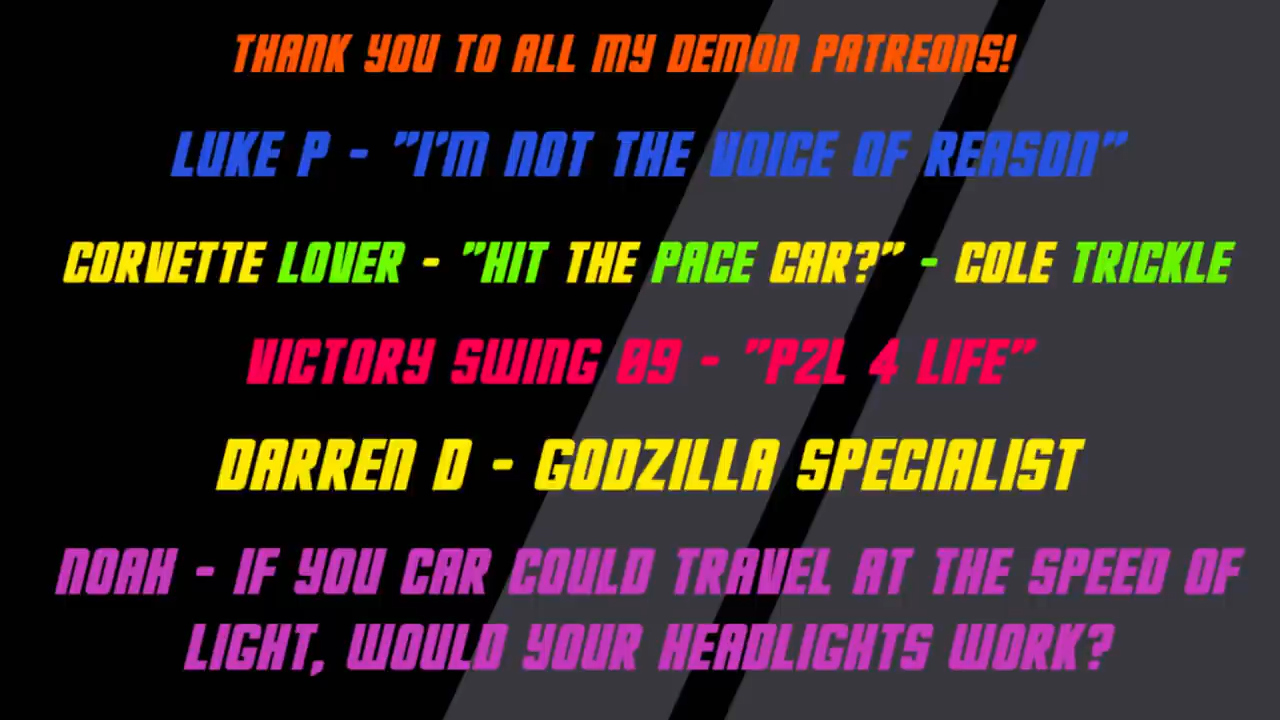 THANK YOU TO ALL MY DEMON PATREONS!
LUKE P - "I'M NOT THE VOICE OF REASON"
CORVETTE LOVER - "HIT THE PACE CAR?" - COLE TRICKLE
VICTORY SWING 09 - "P2L 4 LIFE"
DARREN D - GODZILLA SPECIALIST
NOAH - IF YOU CAR COULD TRAVEL AT THE SPEED OF
LIGHT, WOULD YOUR HEADLIGHTS WORK?